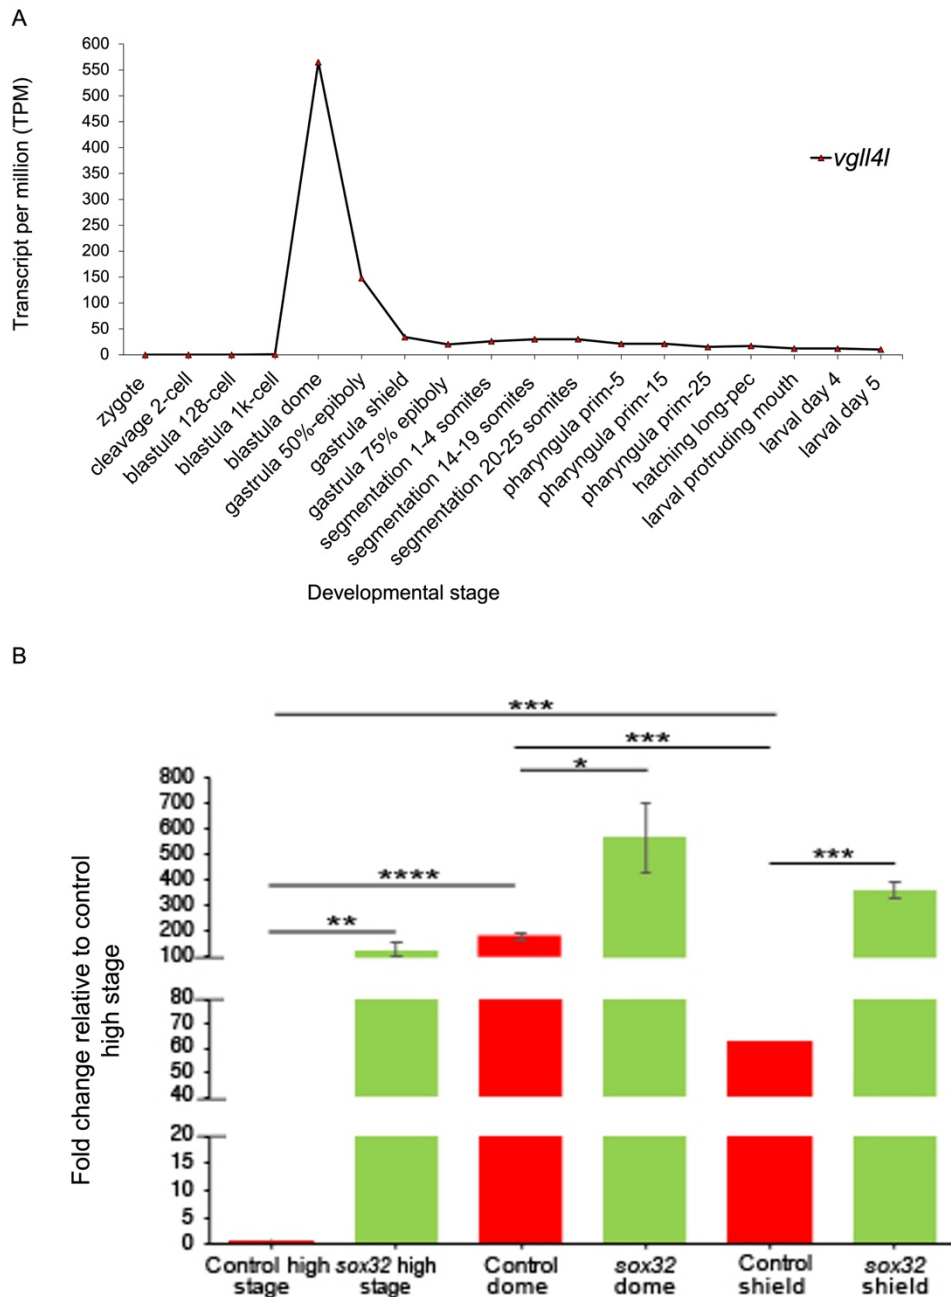 A
600
550
500
450
400
350
300
250
200
150
100
50
0
Transcript per million (TPM)
vgll4l
zygote
cleavage 2-cell
blastula 128-cell
blastula 1k-cell
blastula dome
gastrula 50%-epiboly
gastrula shield
gastrula 75% epiboly
segmentation 1-4 somites
segmentation 14-19 somites
segmentation 20-25 somites
pharyngula prim-5
pharyngula prim-15
pharyngula prim-25
hatching long-pec
larval protruding mouth
larval day 4
larval day 5
Developmental stage
B
***
***
*
***
****
**
800
700
600
500
400
300
200
100
80
70
60
50
40
20
15
10
5
0
Fold change relative to control
high stage
Control high
stage
sox32 high
stage
Control
dome
sox32
dome
Control
shield
sox32
shield